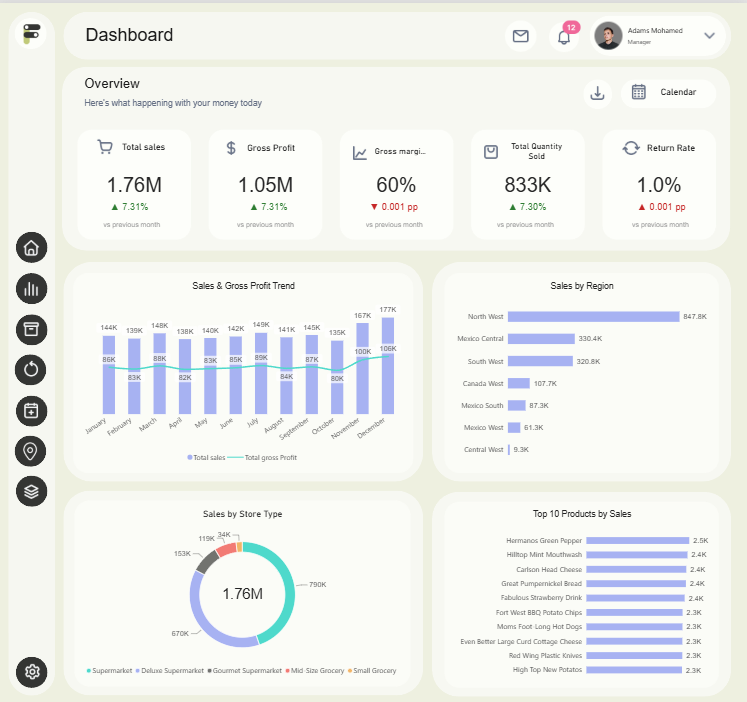 Dashboard
12
Adams Mohamed
Manager
Overview
Here's what happening with your money today
Calendar
Total sales
1.76M
▲ 7.31%
vs previous month
Gross Profit
1.05M
▲ 7.31%
vs previous month
Gross margi...
60%
▼ 0.001 pp
vs previous month
Total Quantity
Sold
833K
▲ 7.30%
vs previous month
Return Rate
1.0%
▲ 0.001 pp
vs previous month
Sales & Gross Profit Trend
144K 139K 148K 138K 140K 142K 149K 141K 145K 135K 167K 177K
86K 83K 88K 82K 83K 85K 89K 84K 87K 80K 100K 106K
January February March April May June July August September October November December
Total sales Total gross Profit
Sales by Region
North West 847.8K
Mexico Central 330.4K
South West 320.8K
Canada West 107.7K
Mexico South 87.3K
Mexico West 61.3K
Central West 9.3K
Sales by Store Type
34K
119K
153K
790K
1.76M
670K
Supermarket Deluxe Supermarket Gourmet Supermarket Mid-Size Grocery Small Grocery
Top 10 Products by Sales
Hermanos Green Pepper 2.5K
Hilltop Mint Mouthwash 2.4K
Carlson Head Cheese 2.4K
Great Pumpernickel Bread 2.4K
Fabulous Strawberry Drink 2.4K
Fort West BBQ Potato Chips 2.3K
Moms Foot-Long Hot Dogs 2.3K
Even Better Large Curd Cottage Cheese 2.3K
Red Wing Plastic Knives 2.3K
High Top New Potatos 2.3K